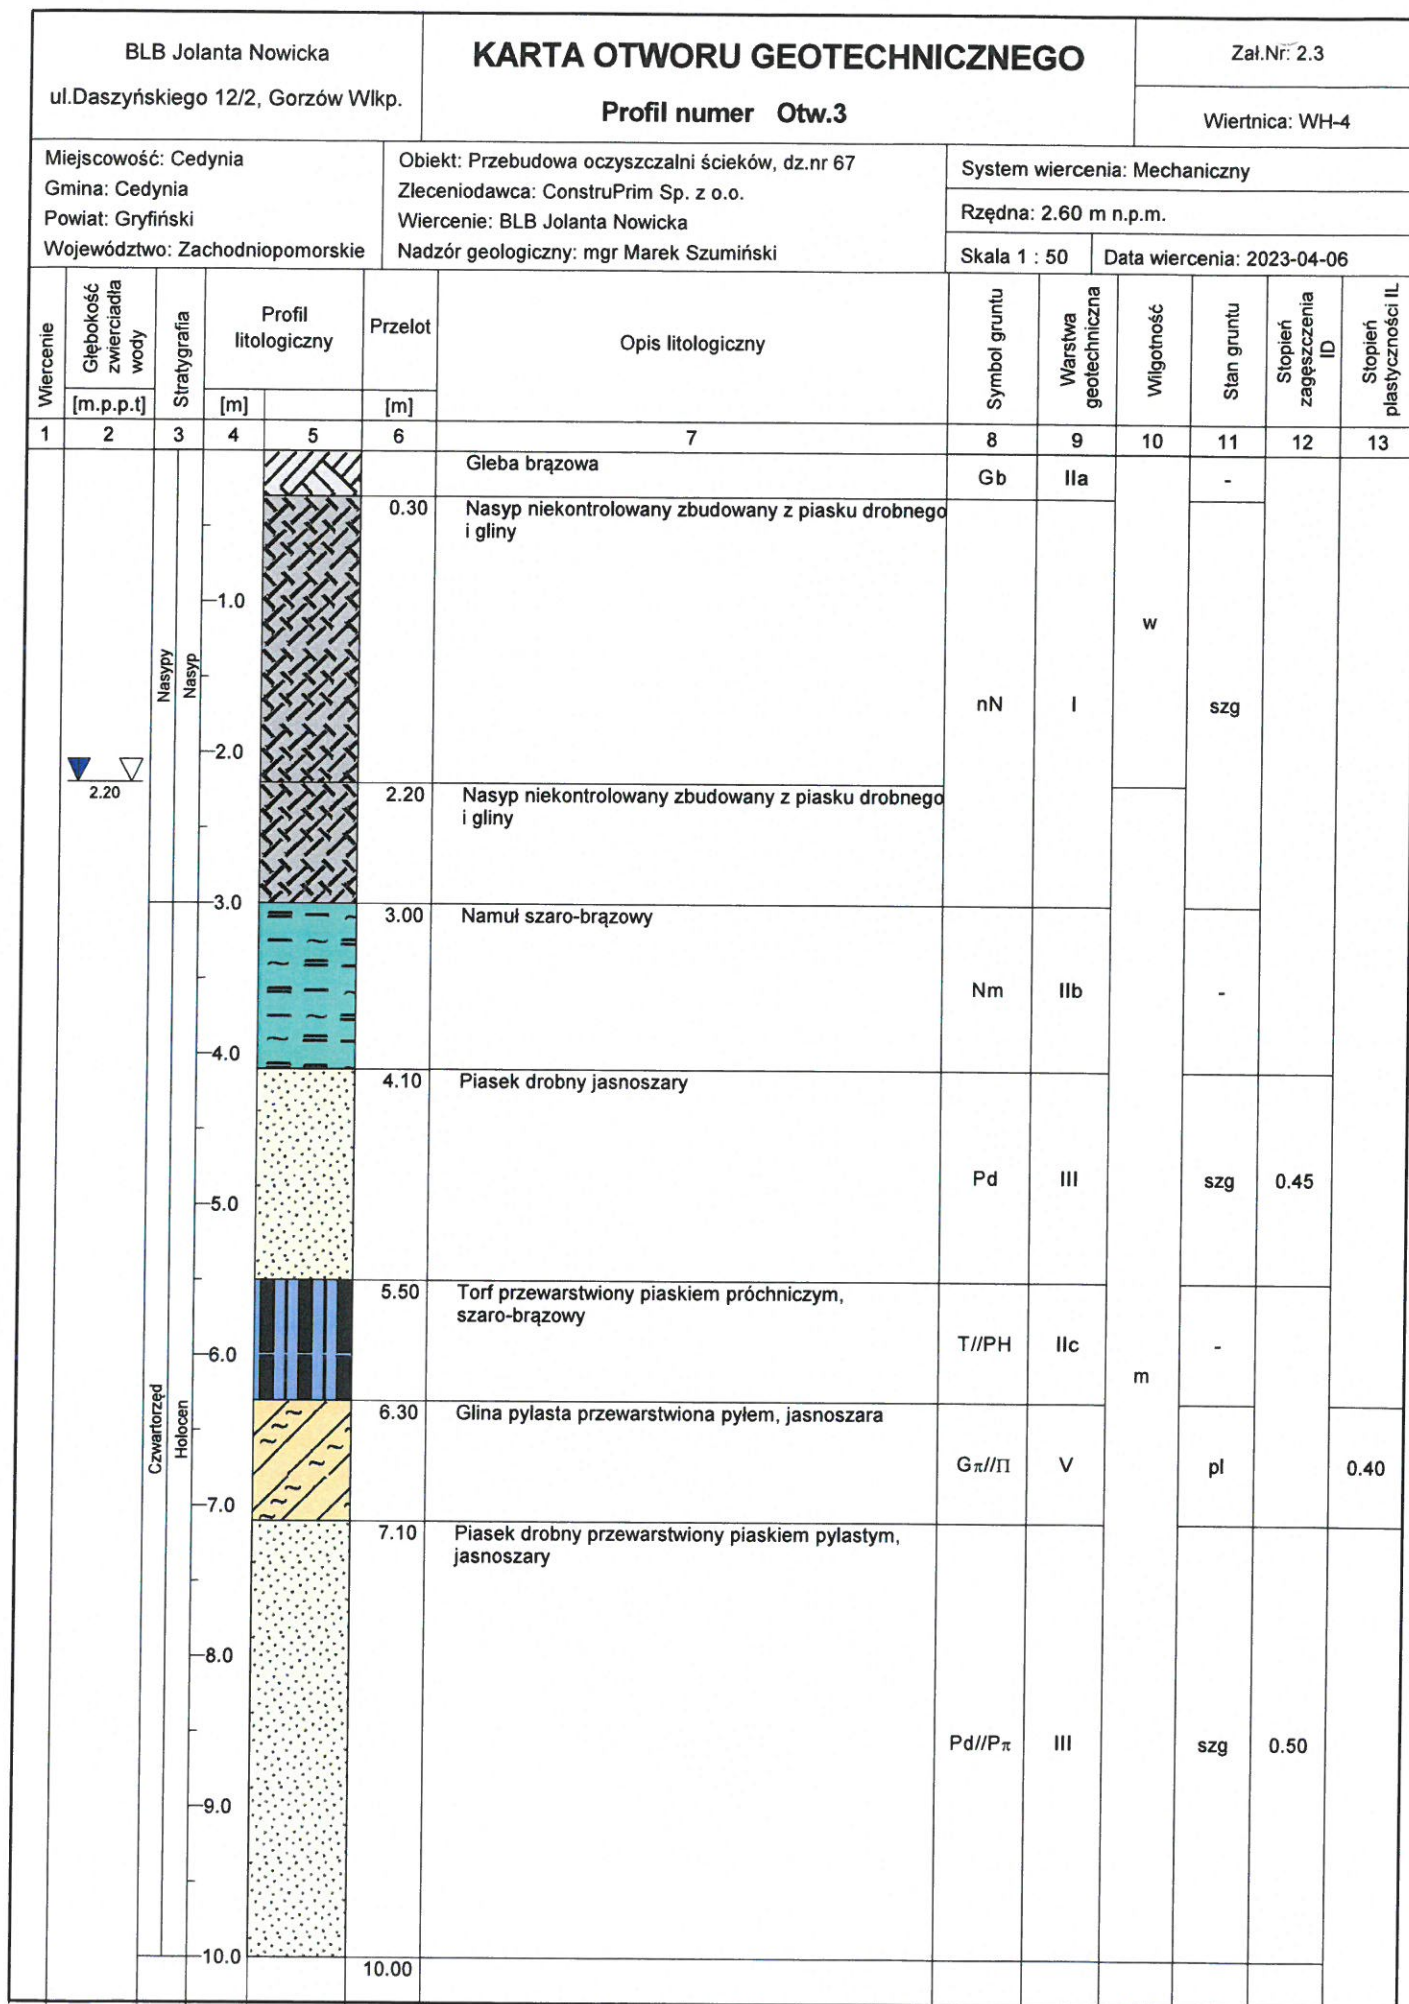 BLB Jolanta Nowicka
ul.Daszyńskiego 12/2, Gorzów Wlkp.
KARTA OTWORU GEOTECHNICZNEGO
Profil numer Otw.3
Zał.Nr: 2.3
Wiertnica: WH-4
Miejscowość: Cedynia
Gmina: Cedynia
Powiat: Gryfiński
Województwo: Zachodniopomorskie
Obiekt: Przebudowa oczyszczalni ścieków, dz.nr 67
Zleceniodawca: ConstruPrim Sp. z o.o.
Wiercenie: BLB Jolanta Nowicka
Nadzór geologiczny: mgr Marek Szumiński
System wiercenia: Mechaniczny
Rzędna: 2.60 m n.p.m.
Skala 1 : 50
Data wiercenia: 2023-04-06
Wiercenie
Głębokość
zwierciadła
wody
[m.p.p.t]
Stratygrafia
Profil
litologiczny
[m]
Przelot
[m]
Opis litologiczny
Symbol gruntu
Warstwa
geotechniczna
Wilgotność
Stan gruntu
Stopień
zagęszczenia
ID
Stopień
plastyczności IL
1 2 3 4 5 6 7 8 9 10 11 12 13
Gleba brązowa
Gb IIa -
0.30 Nasyp niekontrolowany zbudowany z piasku drobnego
i gliny
1.0
w
Nasypy
Nasyp
nN I szg
2.0
2.20
2.20 Nasyp niekontrolowany zbudowany z piasku drobnego
i gliny
3.0
3.00 Namuł szaro-brązowy
Nm IIb -
4.0
4.10 Piasek drobny jasnoszary
Pd III szg 0.45
5.0
5.50 Torf przewarstwiony piaskiem próchniczym,
szaro-brązowy
6.0
T//PH IIc -
m
Czwartorzęd
Holocen
6.30 Glina pylasta przewarstwiona pyłem, jasnoszara
Gπ//Π V pl 0.40
7.0
7.10 Piasek drobny przewarstwiony piaskiem pylastym,
jasnoszary
8.0
Pd//Pπ III szg 0.50
9.0
10.0
10.00